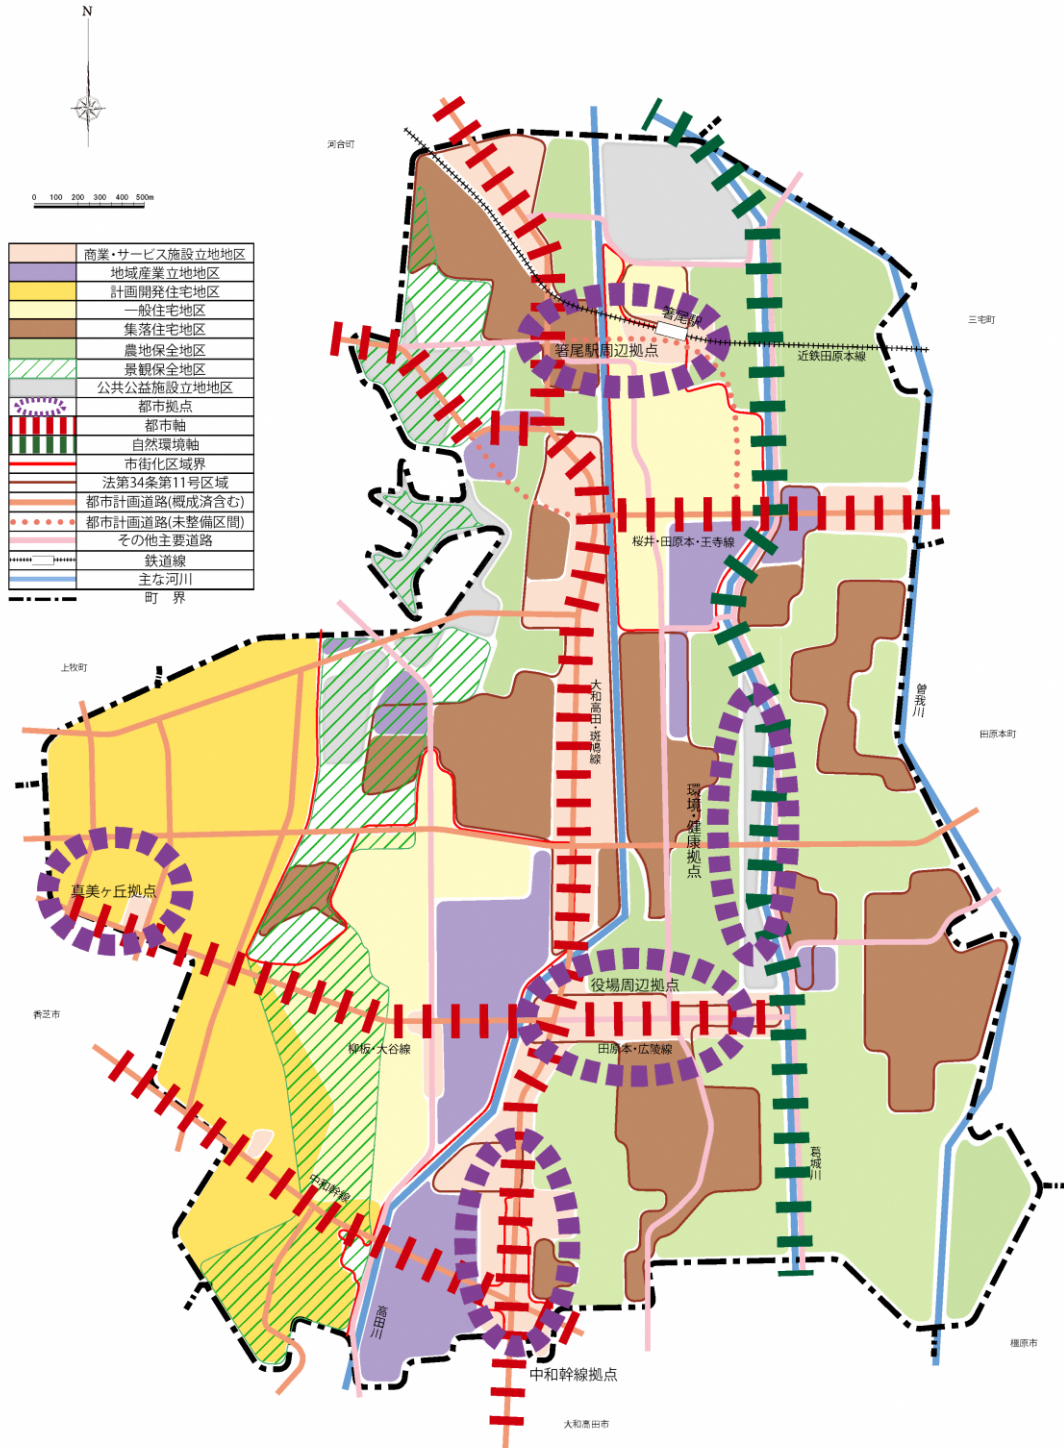 N
河合町
0 100 200 300 400 500m
商業・サービス施設立地地区
地域産業立地地区
計画開発住宅地区
一般住宅地区
集落住宅地区
農地保全地区
景観保全地区
公共公益施設立地地区
都市拠点
都市軸
自然環境軸
市街化区域界
法第34条第11号区域
都市計画道路(概成済含む)
都市計画道路(未整備区間)
その他主要道路
鉄道線
主な河川
町　界
三宅町
箸尾駅
箸尾駅周辺拠点
近鉄田原本線
桜井・田原本・王寺線
上牧町
大和高田・斑鳩線
曽我川
田原本町
環境・健康拠点
真美ヶ丘拠点
役場周辺拠点
香芝市
柳板・大谷線
田原本・広陵線
葛城川
中和幹線
高田川
橿原市
中和幹線拠点
大和高田市